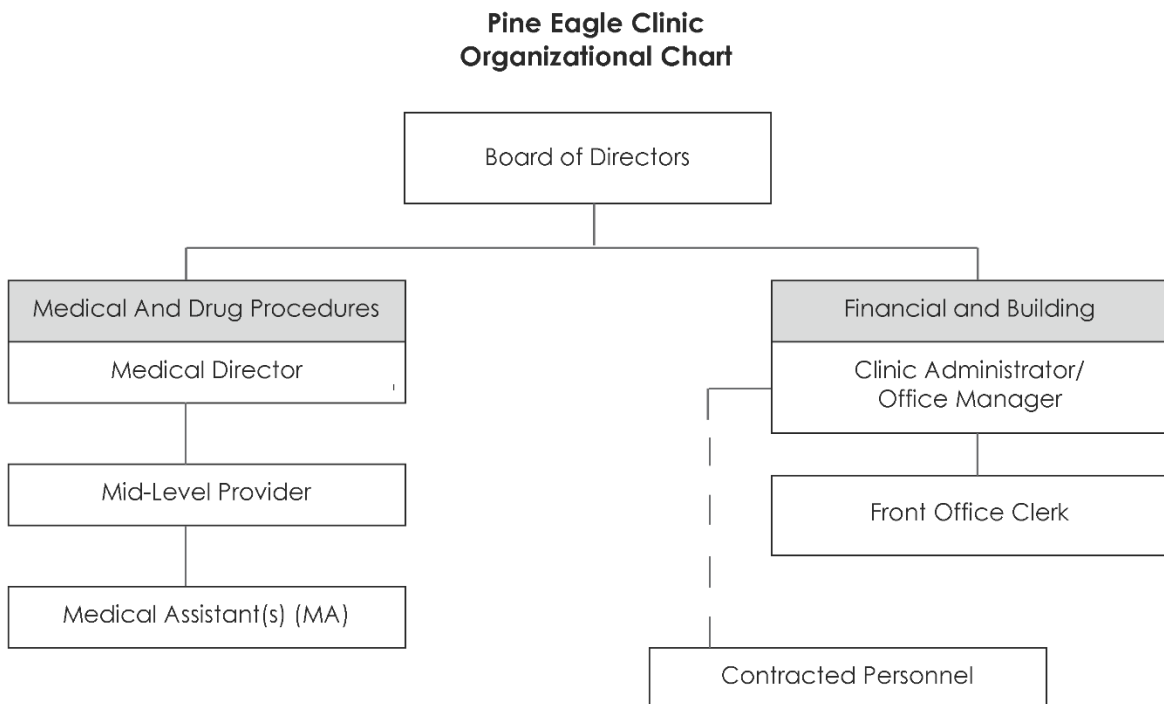 Pine Eagle Clinic
Organizational Chart
Board of Directors
Medical And Drug Procedures
Medical Director
Mid-Level Provider
Medical Assistant(s) (MA)
Financial and Building
Clinic Administrator/
Office Manager
Front Office Clerk
Contracted Personnel